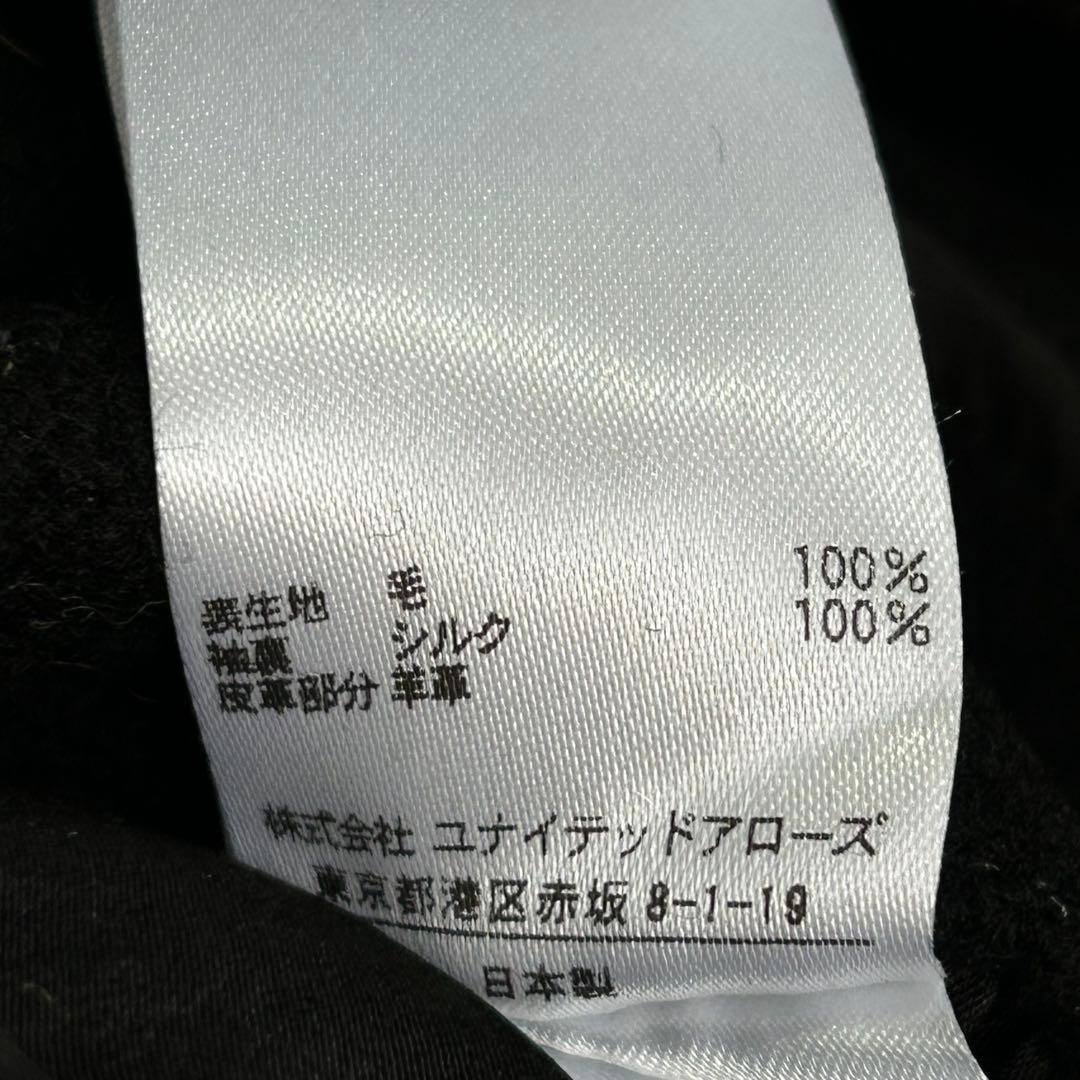 表生地 毛 100%
袖裏 シルク 100%
皮革部分 羊革
株式会社 ユナイテッドアローズ
東京都港区赤坂 8-1-19
日本製